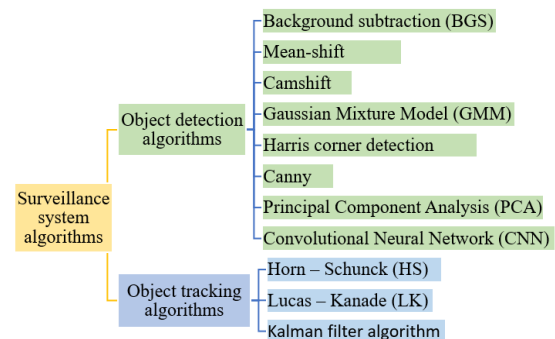 Surveillance
system
algorithms
Object detection
algorithms
Background subtraction (BGS)
Mean-shift
Camshift
Gaussian Mixture Model (GMM)
Harris corner detection
Canny
Principal Component Analysis (PCA)
Convolutional Neural Network (CNN)
Object tracking
algorithms
Horn – Schunck (HS)
Lucas – Kanade (LK)
Kalman filter algorithm